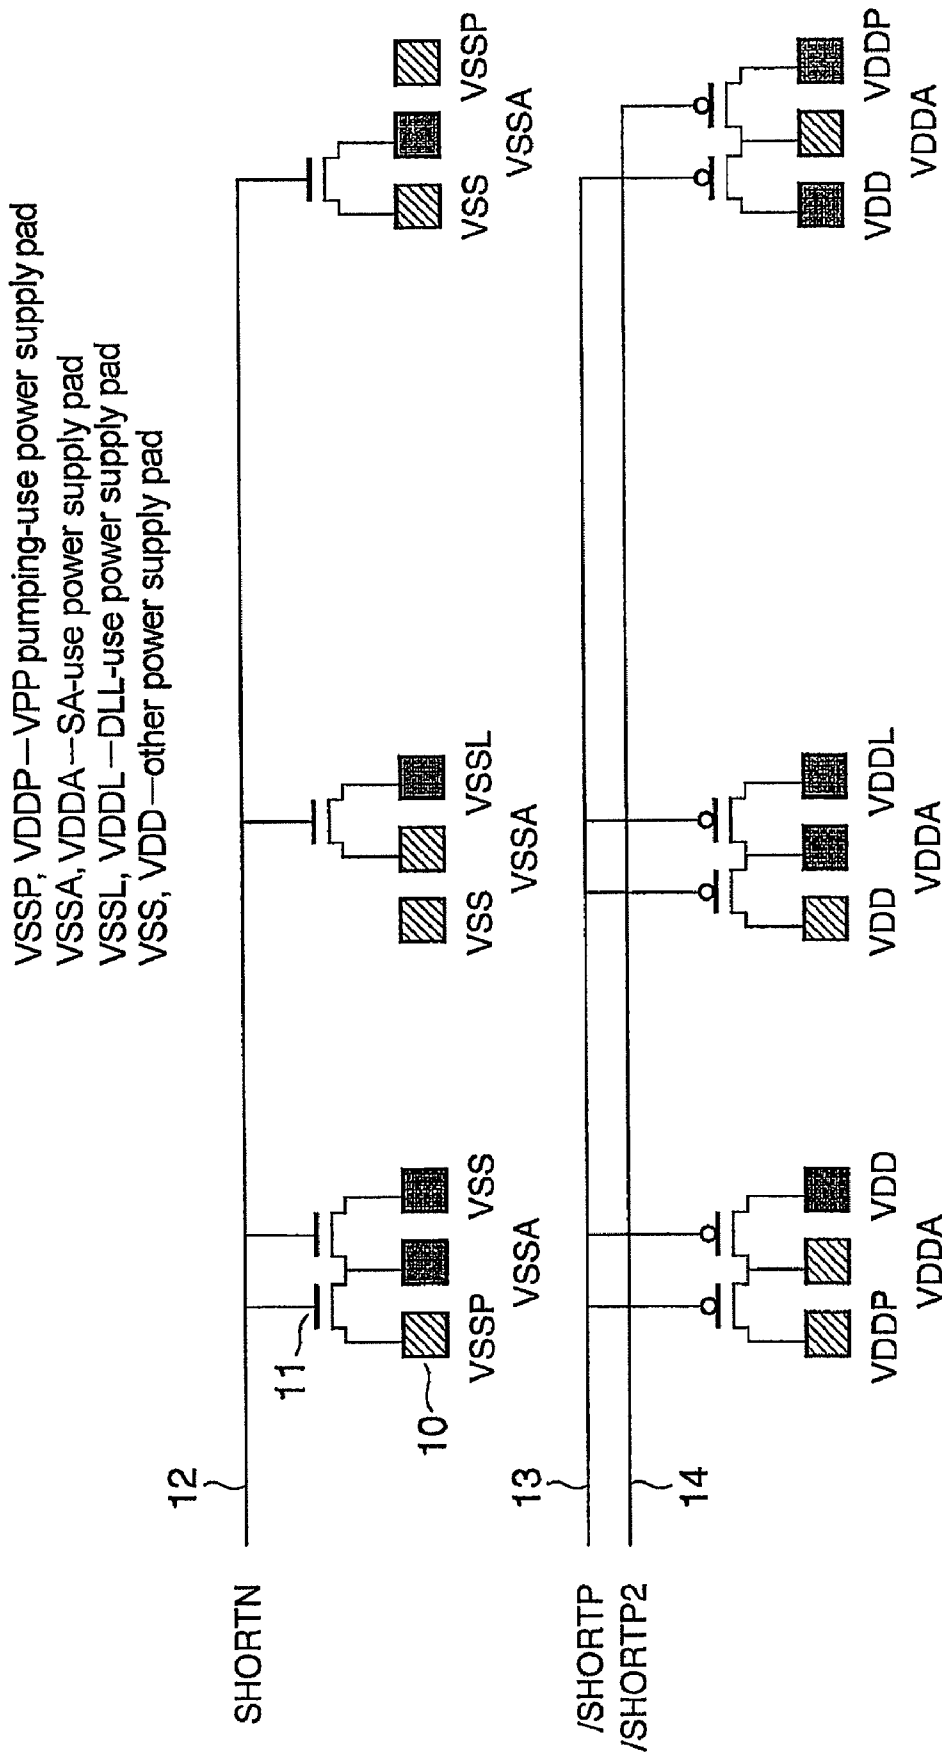 VSSP, VDDP—VPP pumping-use power supply pad
VSSA, VDDA—SA-use power supply pad
VSSL, VDDL—DLL-use power supply pad
VSS, VDD—other power supply pad
12
SHORTN
11
10
VSSP
VSS
VSSA
VSS
VSSL
VSSA
VSS
VSSP
VSSA
13
/SHORTP
/SHORTP2
14
VDDP
VDD
VDDA
VDD
VDDL
VDDA
VDD
VDDP
VDDA